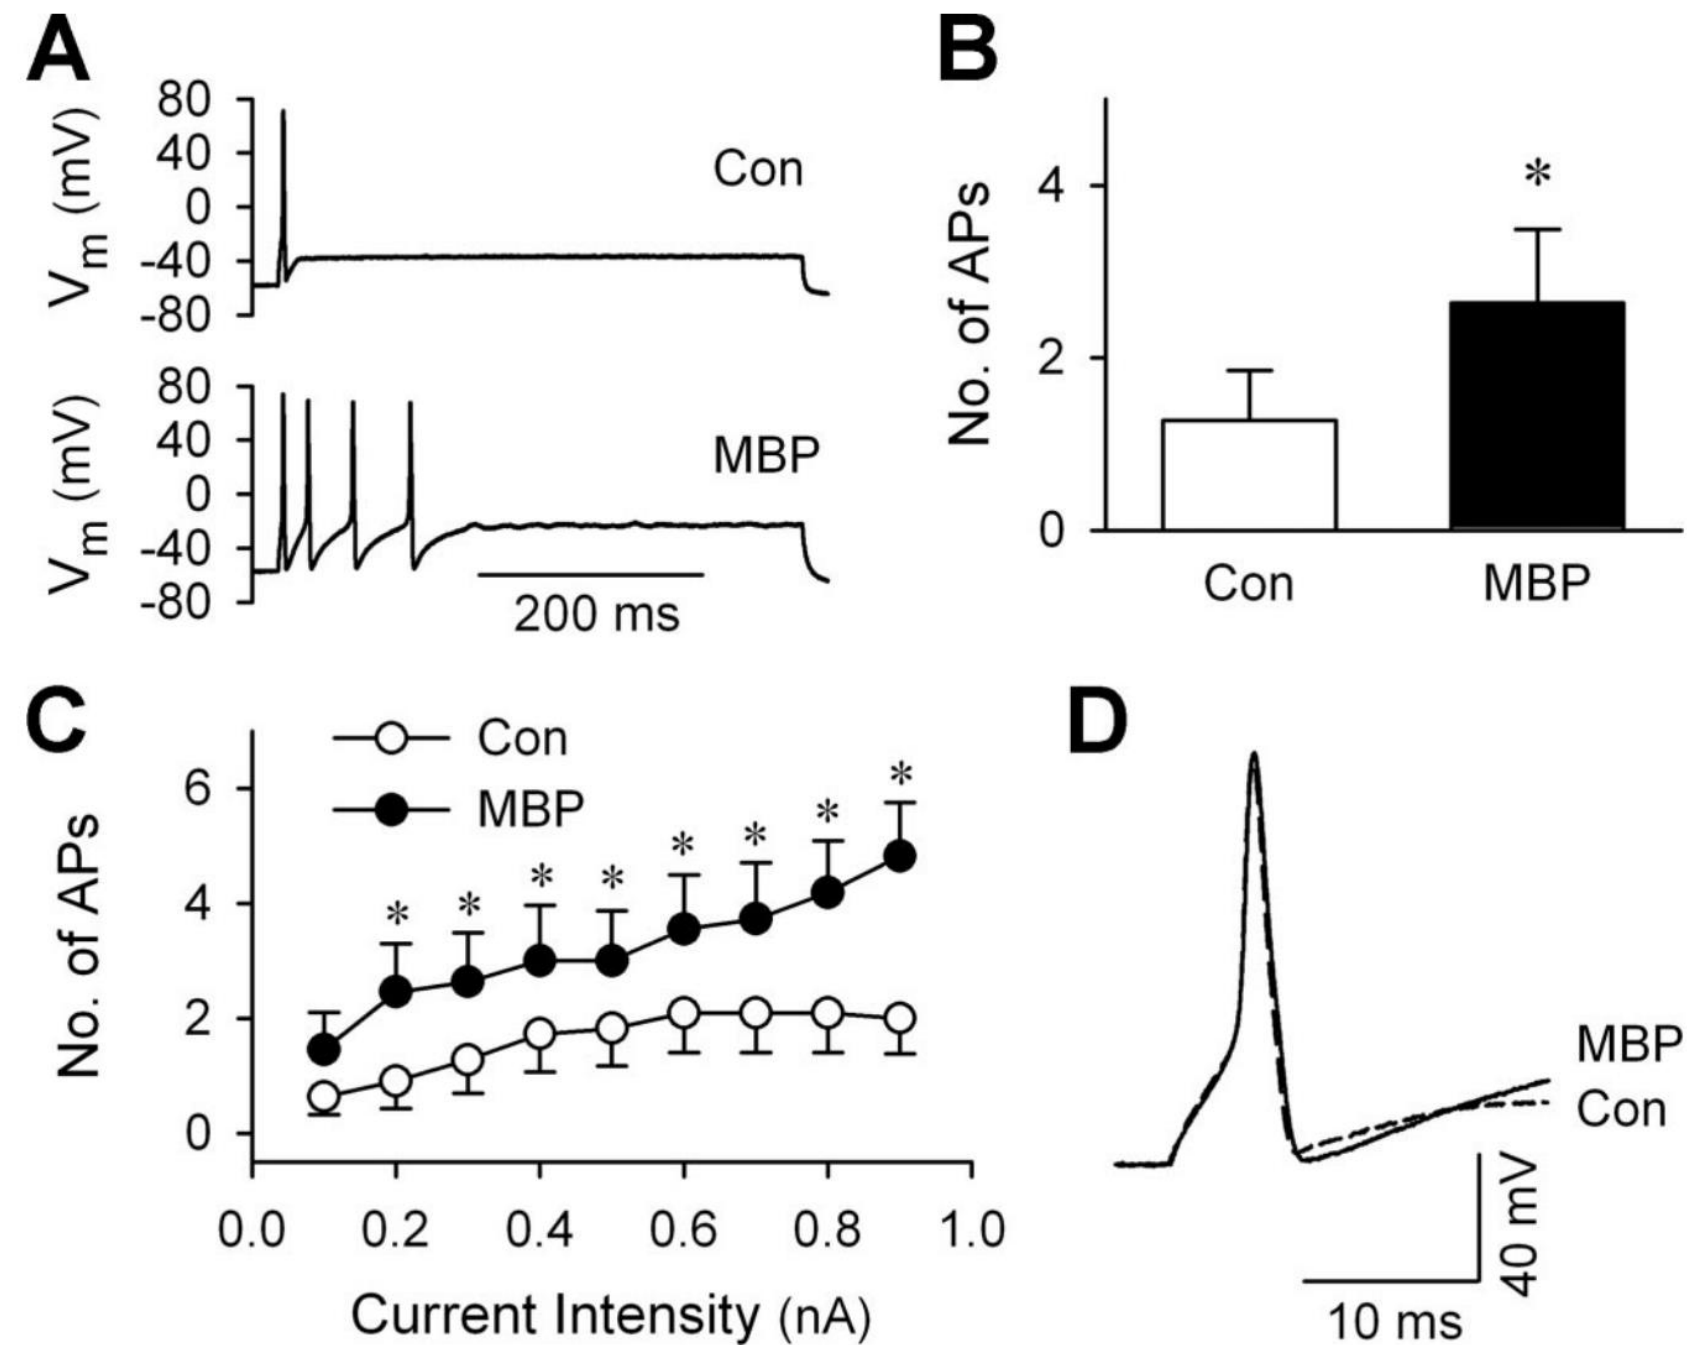 A
80
40
0
-40
-80
Vm (mV)
Con
80
40
0
-40
-80
Vm (mV)
MBP
200 ms
B
No. of APs
4
2
0
*
Con
MBP
C
Con
MBP
No. of APs
6
4
2
0
* * * * * * * *
0.0 0.2 0.4 0.6 0.8 1.0
Current Intensity (nA)
D
MBP
Con
40 mV
10 ms